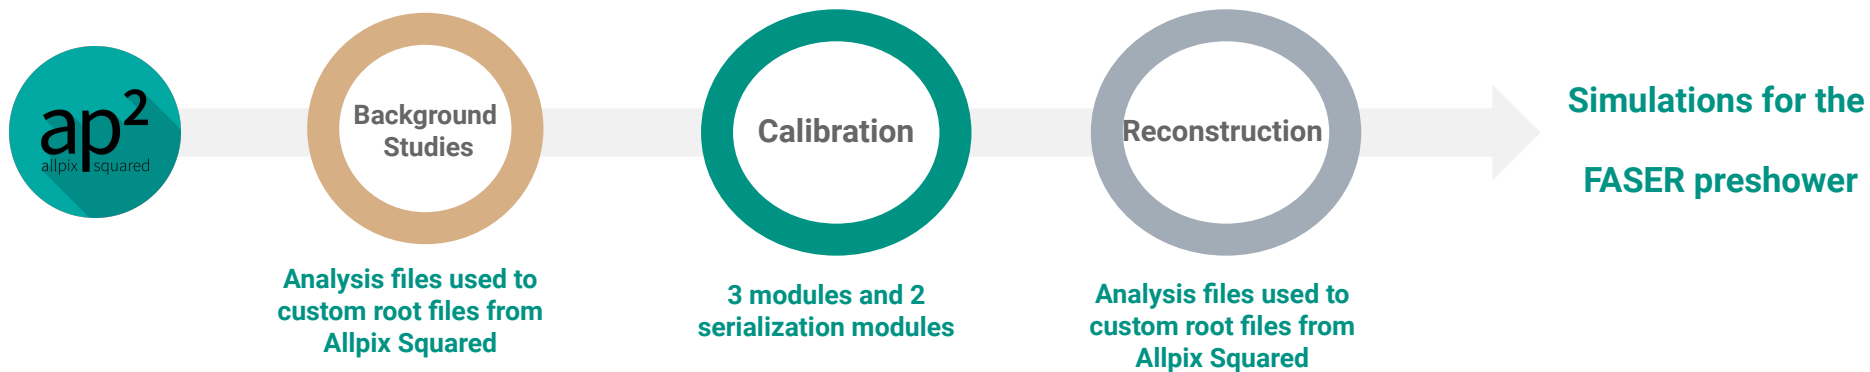 ap²
allpix squared
Background
Studies
Analysis files used to
custom root files from
Allpix Squared
Calibration
3 modules and 2
serialization modules
Reconstruction
Analysis files used to
custom root files from
Allpix Squared
Simulations for the
FASER preshower